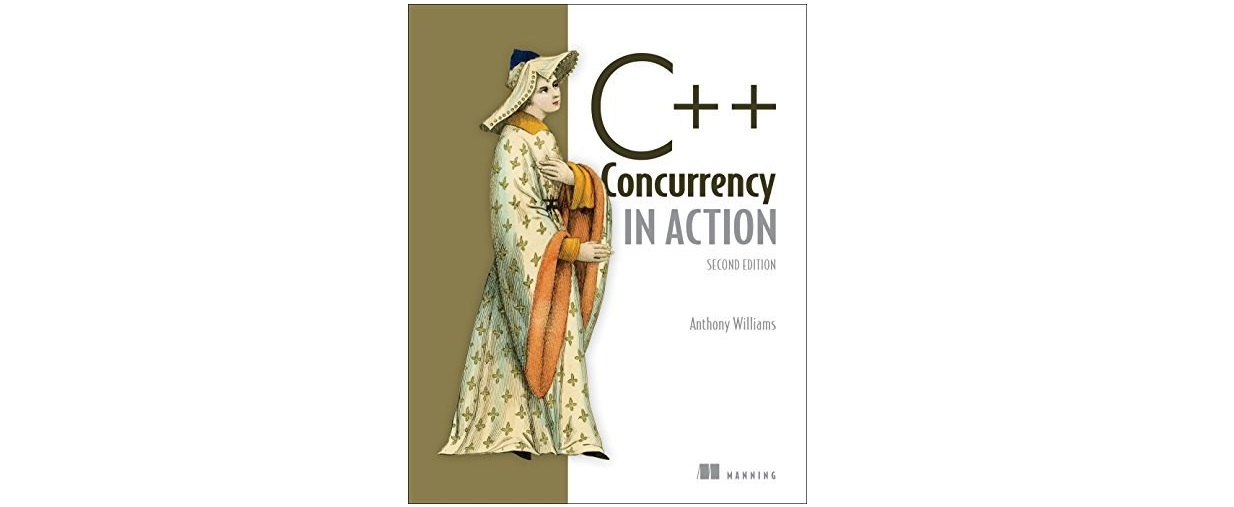 C++
Concurrency
IN ACTION
SECOND EDITION
Anthony Williams
MANNING